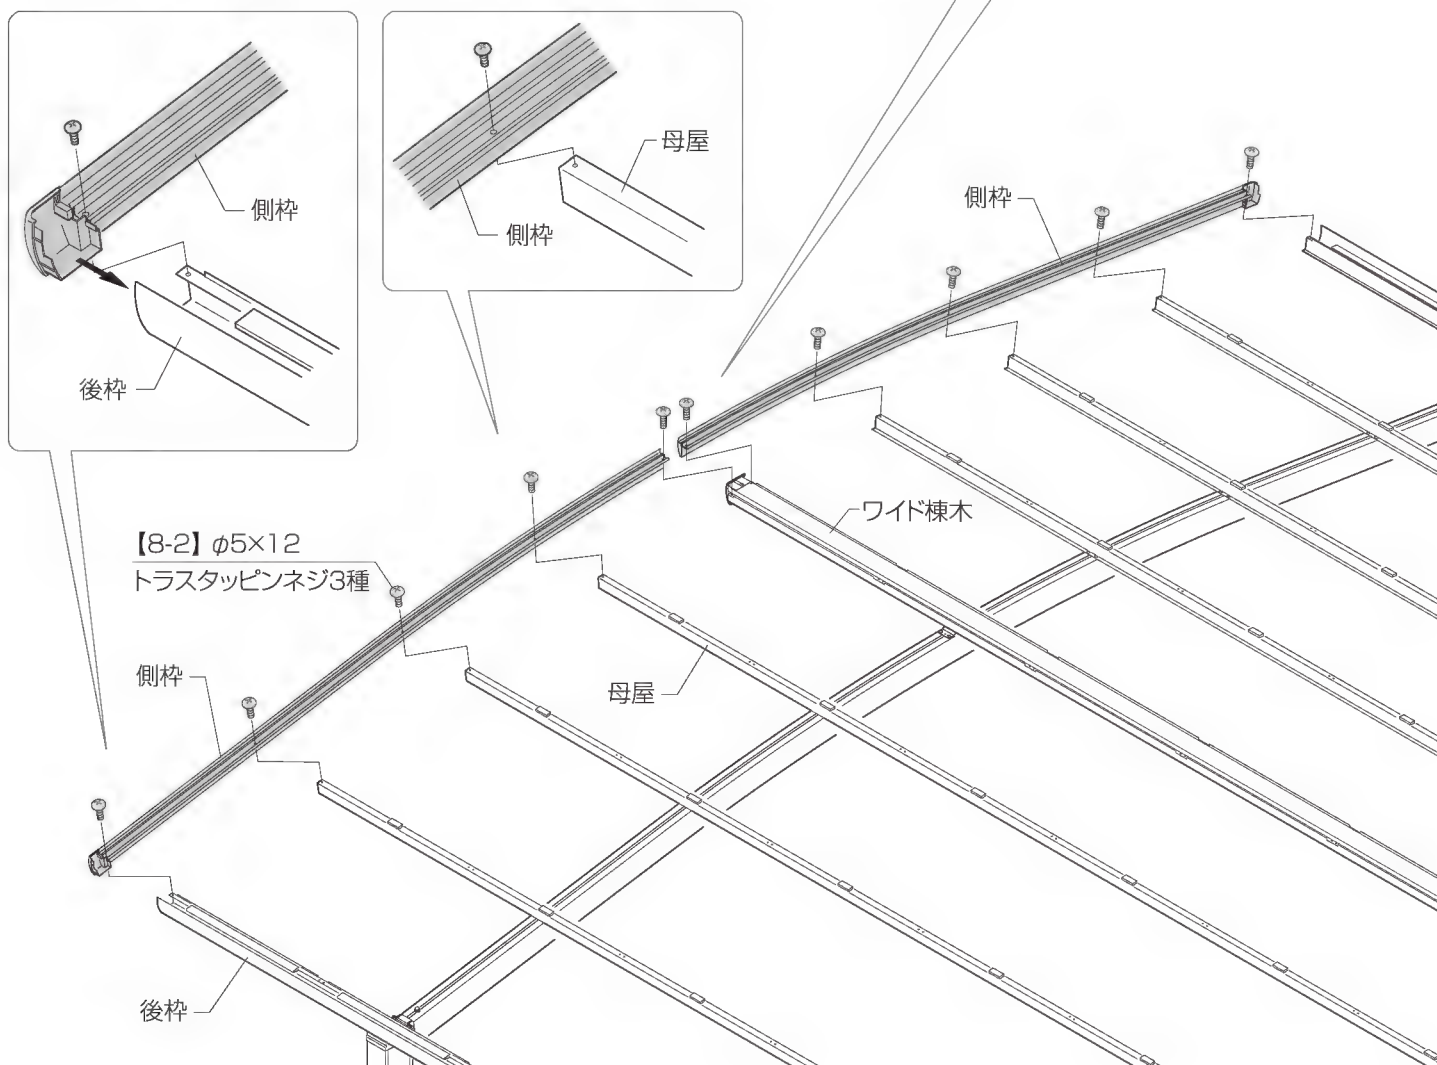 側枠
後枠
母屋
側枠
側枠
ワイド棟木
【8-2】φ5×12
トラスタッピンネジ3種
側枠
母屋
後枠